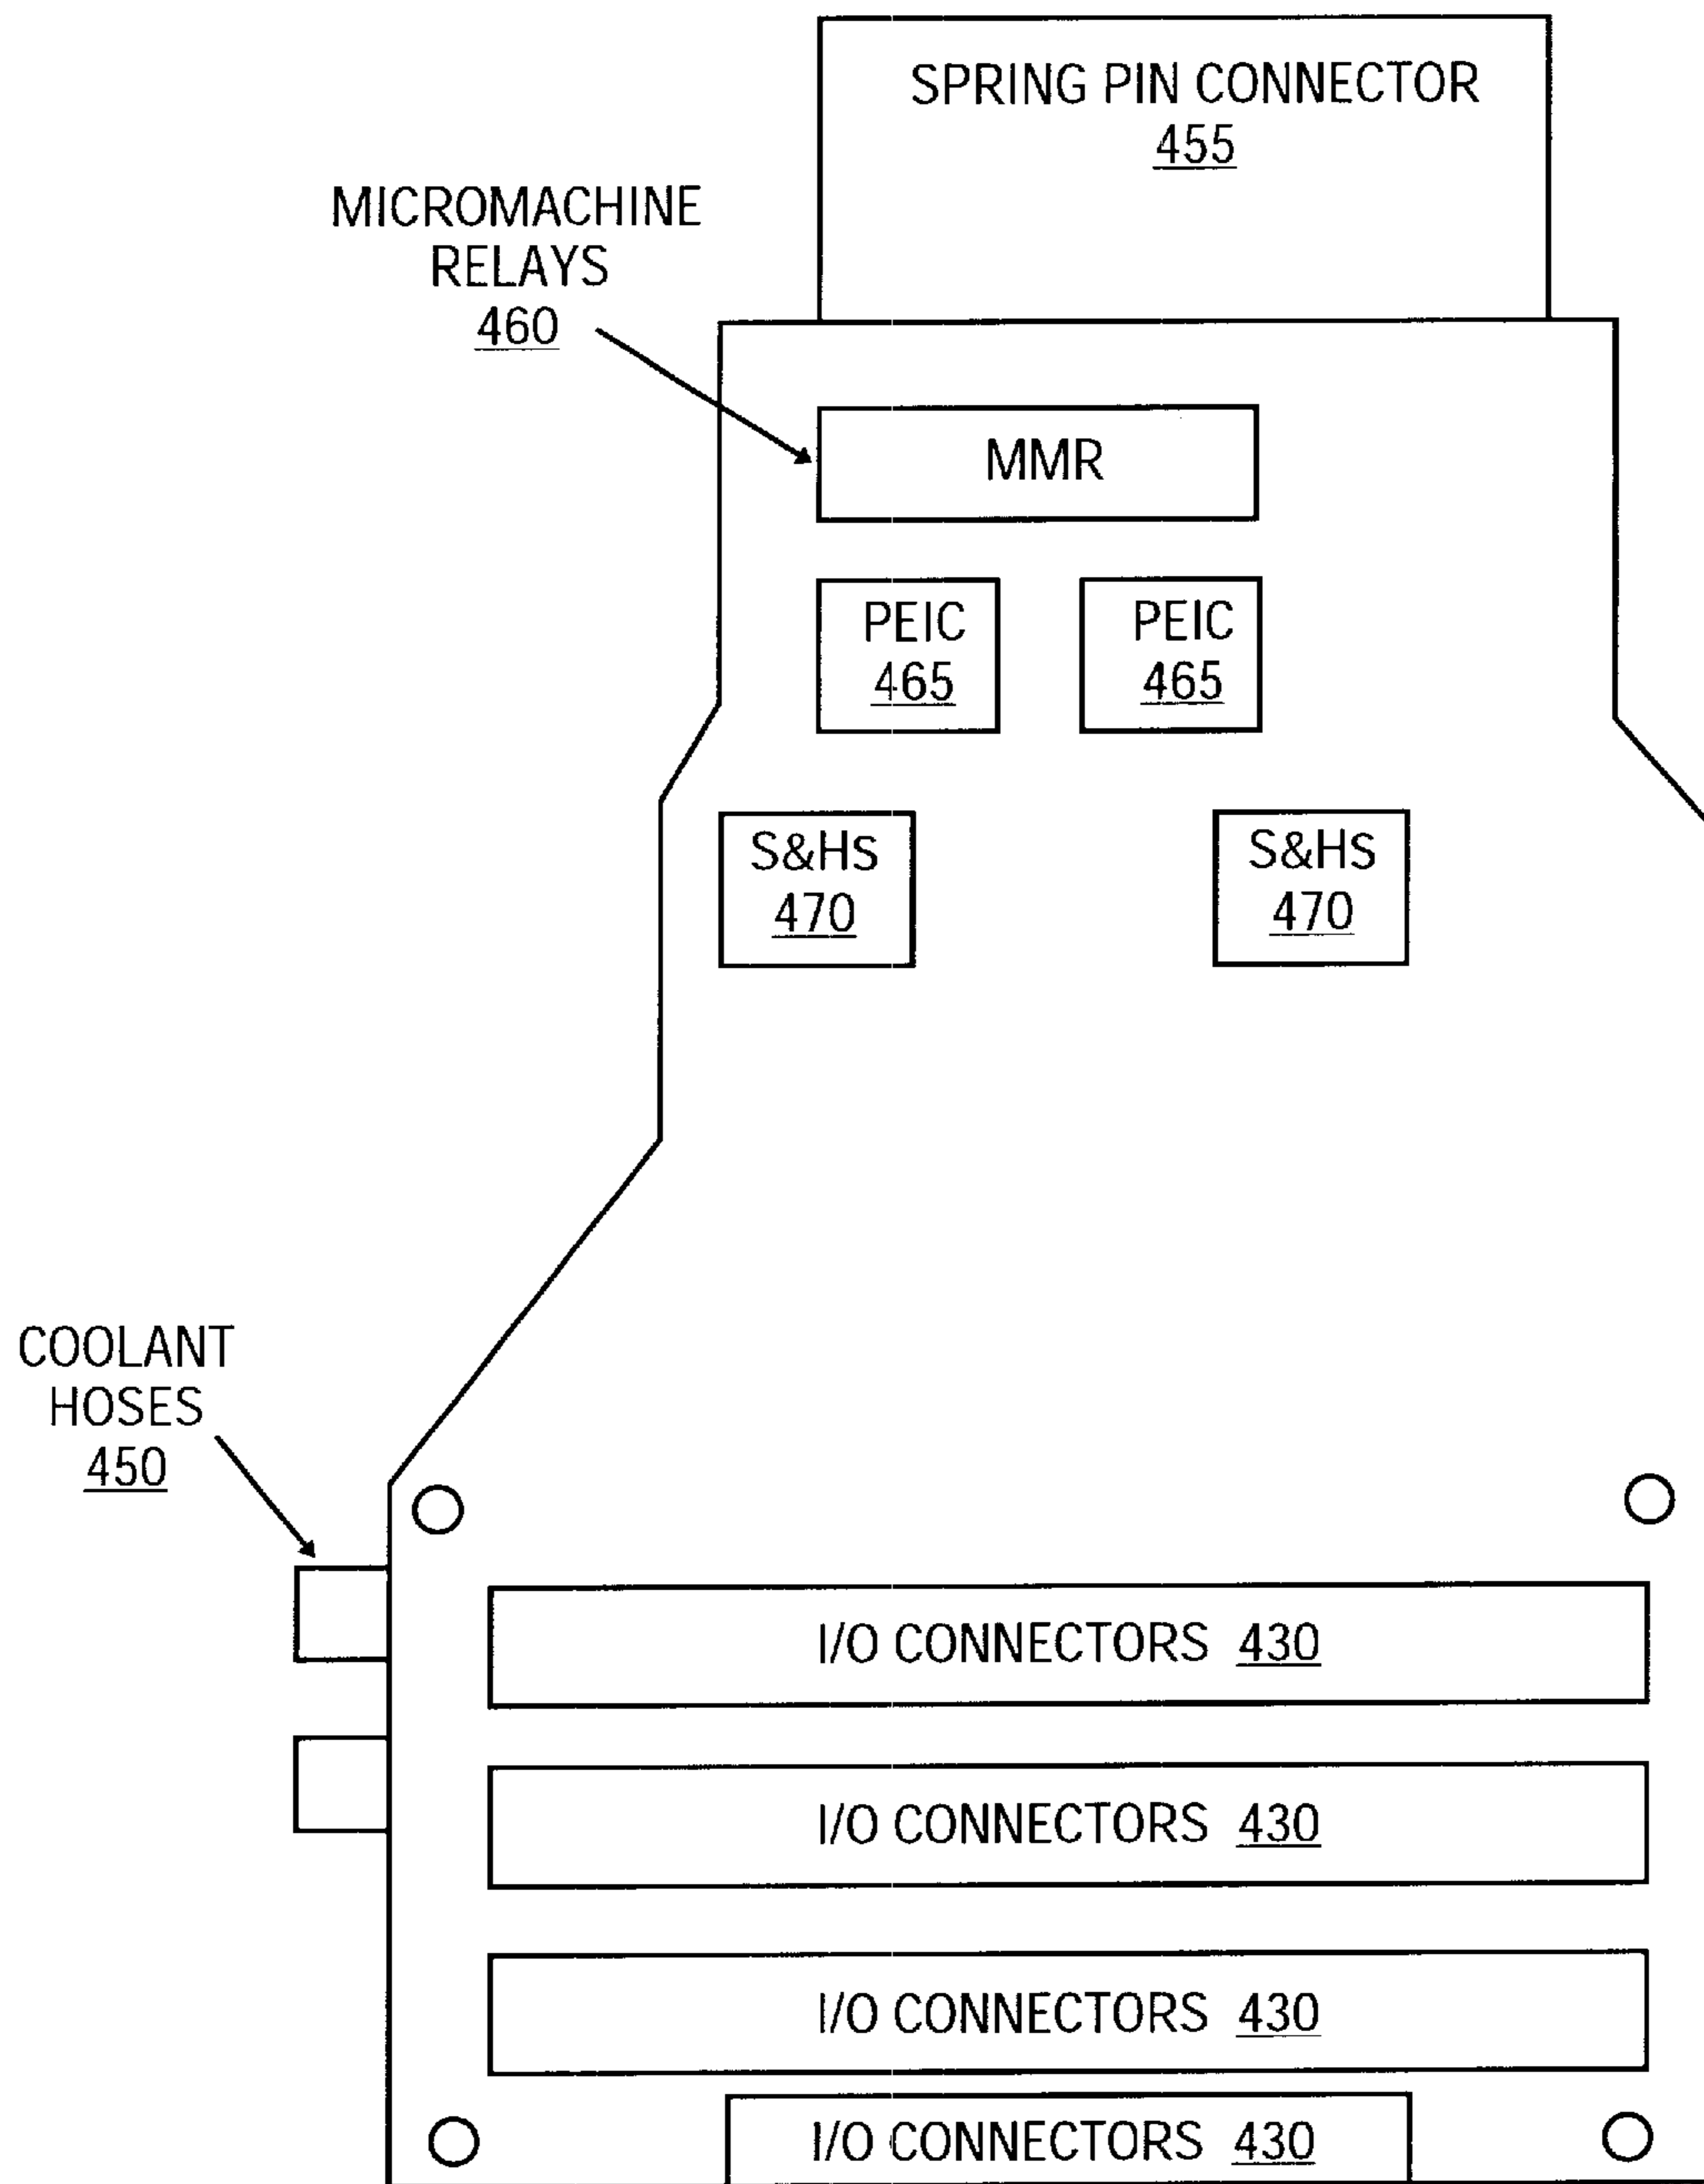 SPRING PIN CONNECTOR
455
MICROMACHINE
RELAYS
460
MMR
PEIC
465
PEIC
465
S&HS
470
S&HS
470
COOLANT
HOSES
450
I/O CONNECTORS 430
I/O CONNECTORS 430
I/O CONNECTORS 430
I/O CONNECTORS 430